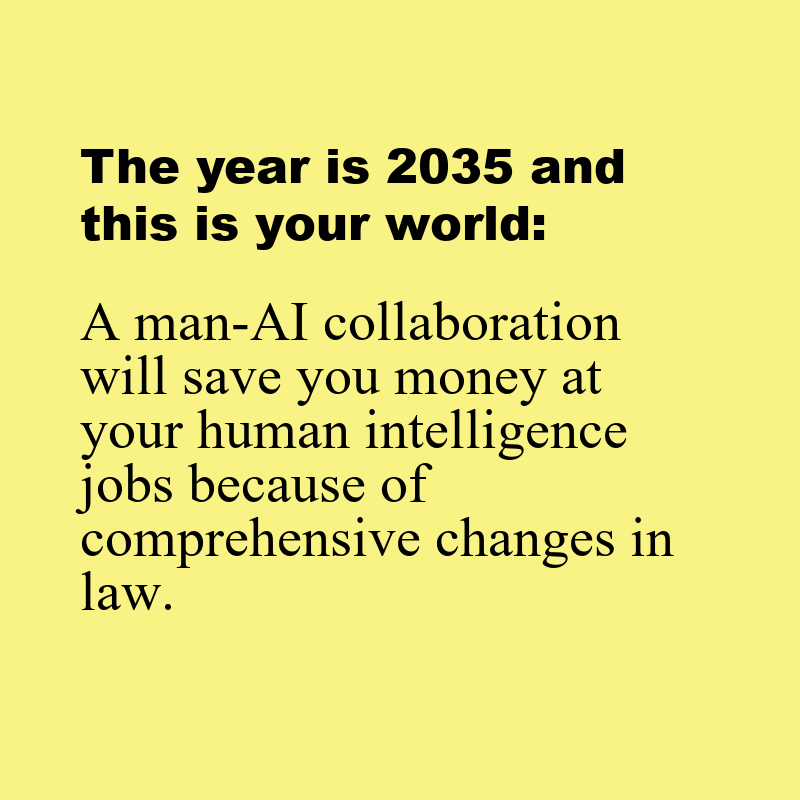 The year is 2035 and
this is your world:
A man-AI collaboration
will save you money at
your human intelligence
jobs because of
comprehensive changes in
law.